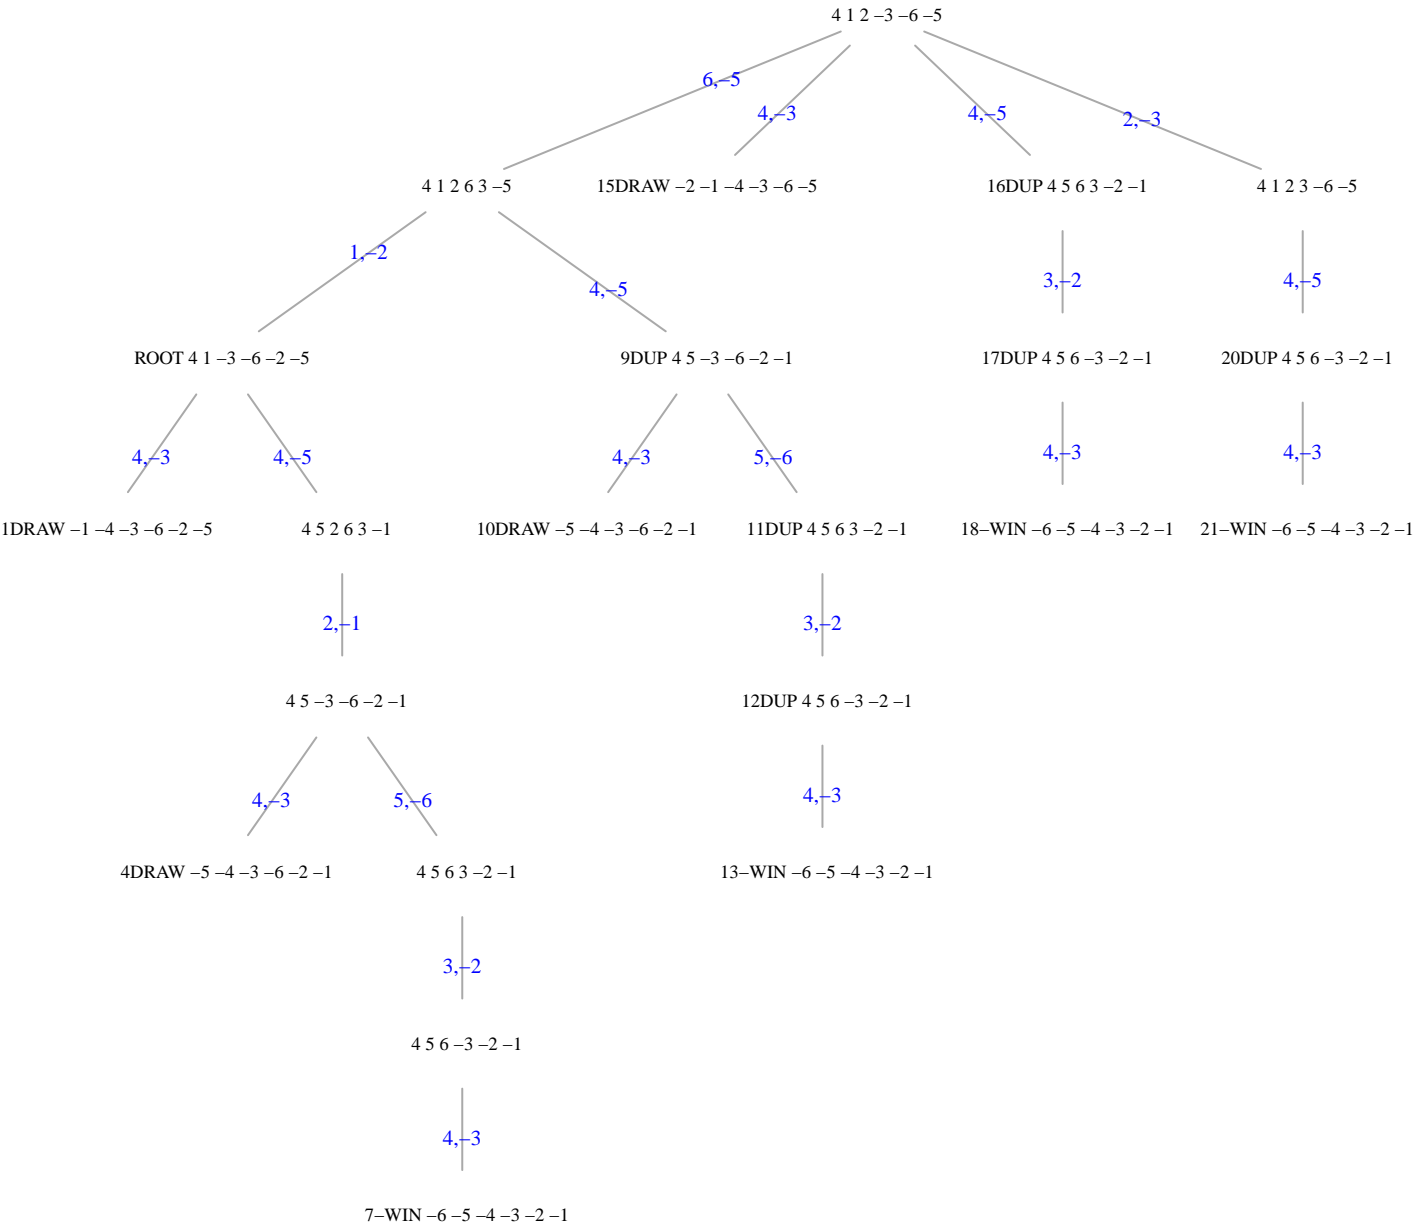 4 1 2 –3 –6 –5
6,–5
4,–3
4,–5
2,–3
4 1 2 6 3 –5
15DRAW –2 –1 –4 –3 –6 –5
16DUP 4 5 6 3 –2 –1
4 1 2 3 –6 –5
1,–2
4,–5
3,–2
4,–5
ROOT 4 1 –3 –6 –2 –5
9DUP 4 5 –3 –6 –2 –1
17DUP 4 5 6 –3 –2 –1
20DUP 4 5 6 –3 –2 –1
4,–3
4,–5
4,–3
5,–6
4,–3
4,–3
1DRAW –1 –4 –3 –6 –2 –5
4 5 2 6 3 –1
10DRAW –5 –4 –3 –6 –2 –1
11DUP 4 5 6 3 –2 –1
18–WIN –6 –5 –4 –3 –2 –1
21–WIN –6 –5 –4 –3 –2 –1
2,–1
3,–2
4 5 –3 –6 –2 –1
12DUP 4 5 6 –3 –2 –1
4,–3
5,–6
4,–3
4DRAW –5 –4 –3 –6 –2 –1
4 5 6 3 –2 –1
13–WIN –6 –5 –4 –3 –2 –1
3,–2
4 5 6 –3 –2 –1
4,–3
7–WIN –6 –5 –4 –3 –2 –1